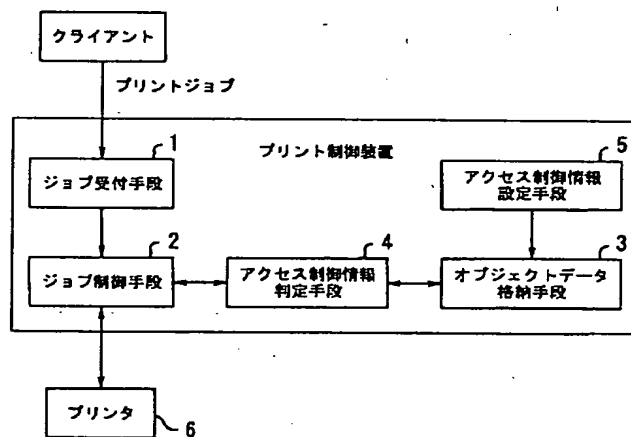 クライアント
プリントジョブ
プリント制御装置
1
ジョブ受付手段
5
アクセス制御情報
設定手段
2
ジョブ制御手段
4
アクセス制御情報
判定手段
3
オブジェクトデータ
格納手段
プリンタ
6